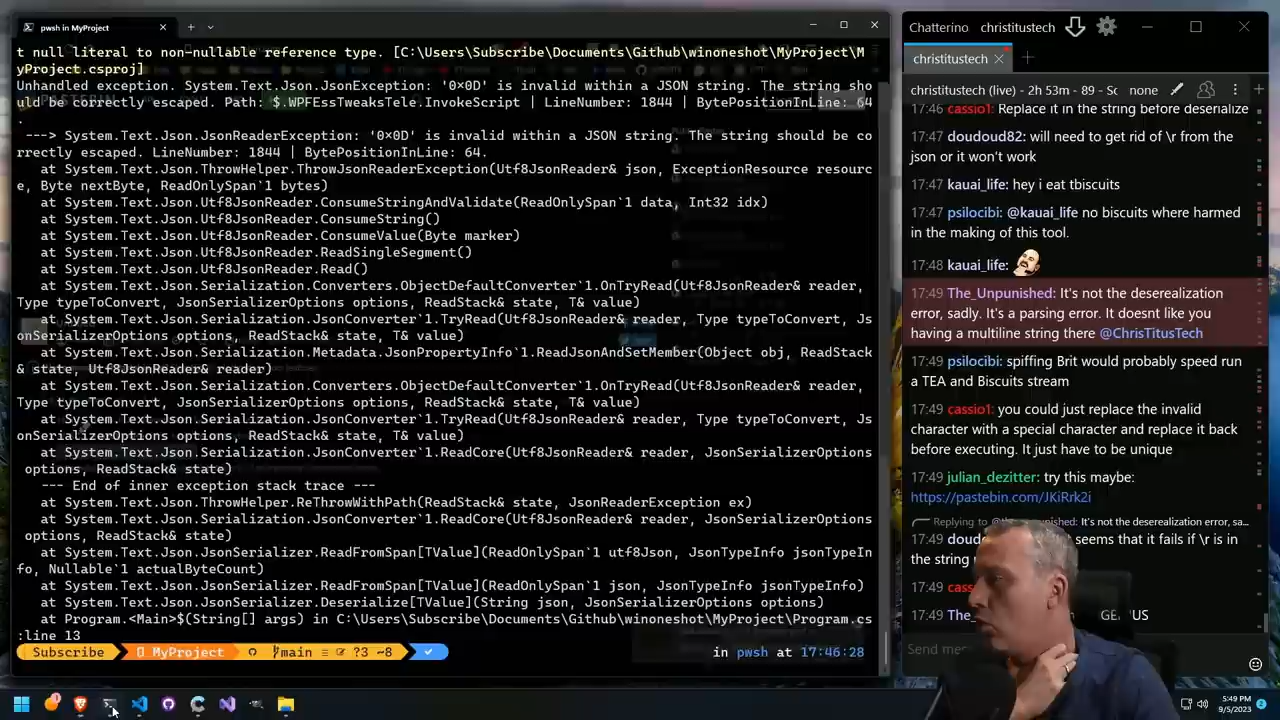 pwsh in MyProject
t null literal to non-nullable reference type. [C:\Users\Subscribe\Documents\Github\winoneshot\MyProject\M
yProject.csproj]
Unhandled exception. System.Text.Json.JsonException: '0×0D' is invalid within a JSON string. The string sho
uld be correctly escaped. Path: $.WPFEssTweaksTele.InvokeScript | LineNumber: 1844 | BytePositionInLine: 64
.
---> System.Text.Json.JsonReaderException: '0×0D' is invalid within a JSON string. The string should be co
rrectly escaped. LineNumber: 1844 | BytePositionInLine: 64.
at System.Text.Json.ThrowHelper.ThrowJsonReaderException(Utf8JsonReader& json, ExceptionResource resourc
e, Byte nextByte, ReadOnlySpan`1 bytes)
at System.Text.Json.Utf8JsonReader.ConsumeStringAndValidate(ReadOnlySpan`1 data, Int32 idx)
at System.Text.Json.Utf8JsonReader.ConsumeString()
at System.Text.Json.Utf8JsonReader.ConsumeValue(Byte marker)
at System.Text.Json.Utf8JsonReader.ReadSingleSegment()
at System.Text.Json.Utf8JsonReader.Read()
at System.Text.Json.Serialization.Converters.ObjectDefaultConverter`1.OnTryRead(Utf8JsonReader& reader,
Type typeToConvert, JsonSerializerOptions options, ReadStack& state, T& value)
at System.Text.Json.Serialization.JsonConverter`1.TryRead(Utf8JsonReader& reader, Type typeToConvert, Js
onSerializerOptions options, ReadStack& state, T& value)
at System.Text.Json.Serialization.Metadata.JsonPropertyInfo`1.ReadJsonAndSetMember(Object obj, ReadStack
& state, Utf8JsonReader& reader)
at System.Text.Json.Serialization.Converters.ObjectDefaultConverter`1.OnTryRead(Utf8JsonReader& reader,
Type typeToConvert, JsonSerializerOptions options, ReadStack& state, T& value)
at System.Text.Json.Serialization.JsonConverter`1.TryRead(Utf8JsonReader& reader, Type typeToConvert, Js
onSerializerOptions options, ReadStack& state, T& value)
at System.Text.Json.Serialization.JsonConverter`1.ReadCore(Utf8JsonReader& reader, JsonSerializerOptions
options, ReadStack& state)
--- End of inner exception stack trace ---
at System.Text.Json.ThrowHelper.ReThrowWithPath(ReadStack& state, JsonReaderException ex)
at System.Text.Json.Serialization.JsonConverter`1.ReadCore(Utf8JsonReader& reader, JsonSerializerOptions
options, ReadStack& state)
at System.Text.Json.JsonSerializer.ReadFromSpan[TValue](ReadOnlySpan`1 utf8Json, JsonTypeInfo jsonTypeIn
fo, Nullable`1 actualByteCount)
at System.Text.Json.JsonSerializer.ReadFromSpan[TValue](ReadOnlySpan`1 json, JsonTypeInfo jsonTypeInfo)
at System.Text.Json.JsonSerializer.Deserialize[TValue](String json, JsonSerializerOptions options)
at Program.<Main>$(String[] args) in C:\Users\Subscribe\Documents\Github\winoneshot\MyProject\Program.cs
:line 13
Subscribe MyProject main ≡ ?3 ~8 in pwsh at 17:46:28
Chatterino christitustech
christitustech
christitustech (live) - 2h 53m - 89 - Sc none
17:46 cassio1: Replace it in the string before deserialize
17:47 doudoud82: will need to get rid of \r from the
json or it won't work
17:47 kauai_life: hey i eat tbiscuits
17:47 psilocibi: @kauai_life no biscuits where harmed
in the making of this tool.
17:48 kauai_life:
17:49 The_Unpunished: It's not the deserealization
error, sadly. It's a parsing error. It doesnt like you
having a multiline string there @ChrisTitusTech
17:49 psilocibi: spiffing Brit would probably speed run
a TEA and Biscuits stream
17:49 cassio1: you could just replace the invalid
character with a special character and replace it back
before executing. It just have to be unique
17:49 julian_dezitter: try this maybe:
https://pastebin.com/JKiRrk2i
Replying to @the_unpunished: It's not the deserealization error, sa...
17:49 doud seems that it fails if \r is in
the string
17:49 cass
17:49 The_ US
Send mes
5:49 PM
9/5/2023
2